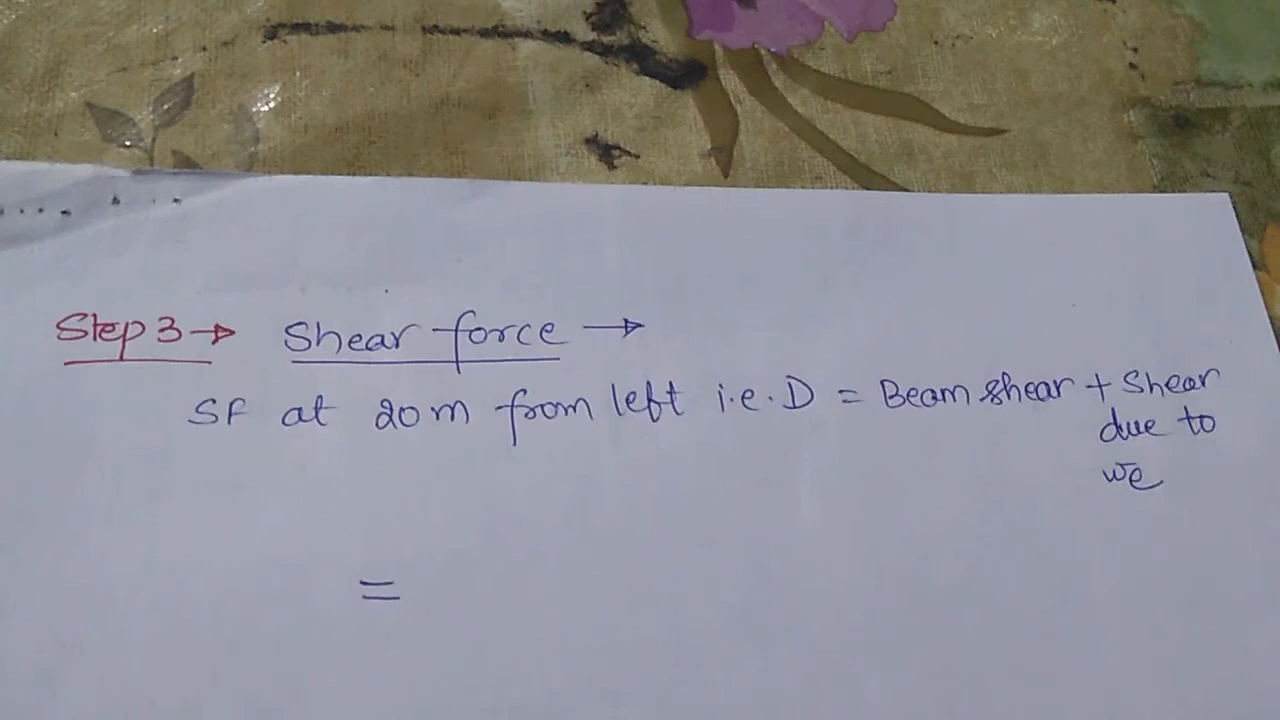 Step 3 → Shear force →
SF at 20m from left i.e. D = Beam shear + Shear
due to
we
=